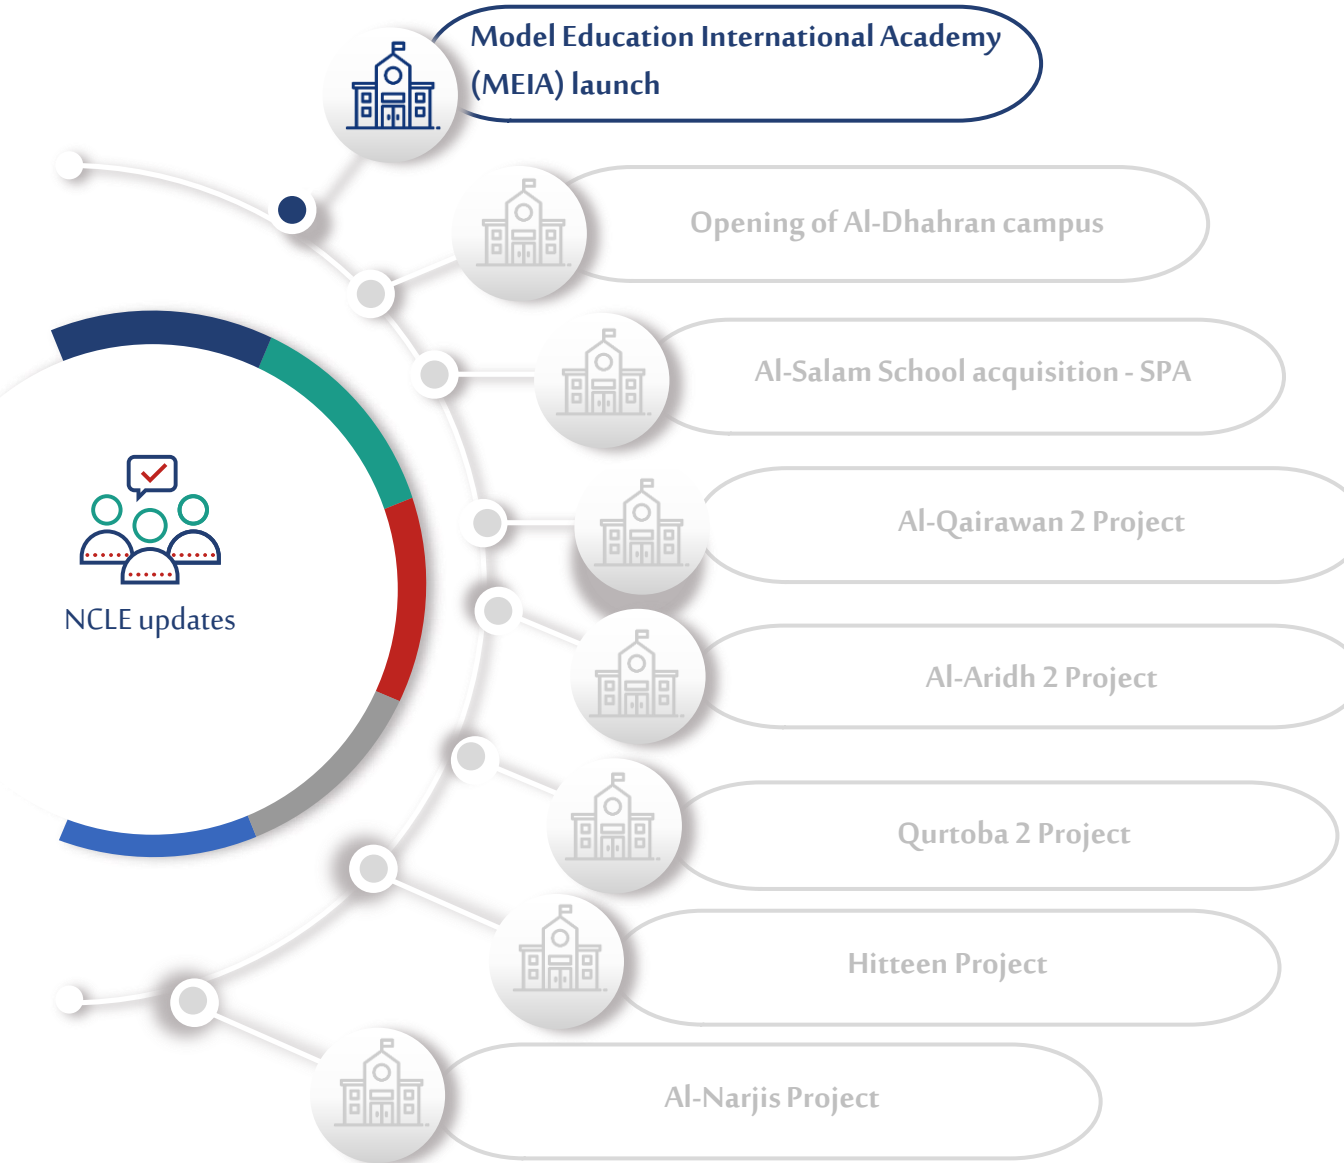 Model Education International Academy
(MEIA) launch
Opening of Al-Dhahran campus
Al-Salam School acquisition - SPA
Al-Qairawan 2 Project
NCLE updates
Al-Aridh 2 Project
Qurtoba 2 Project
Hitteen Project
Al-Narjis Project